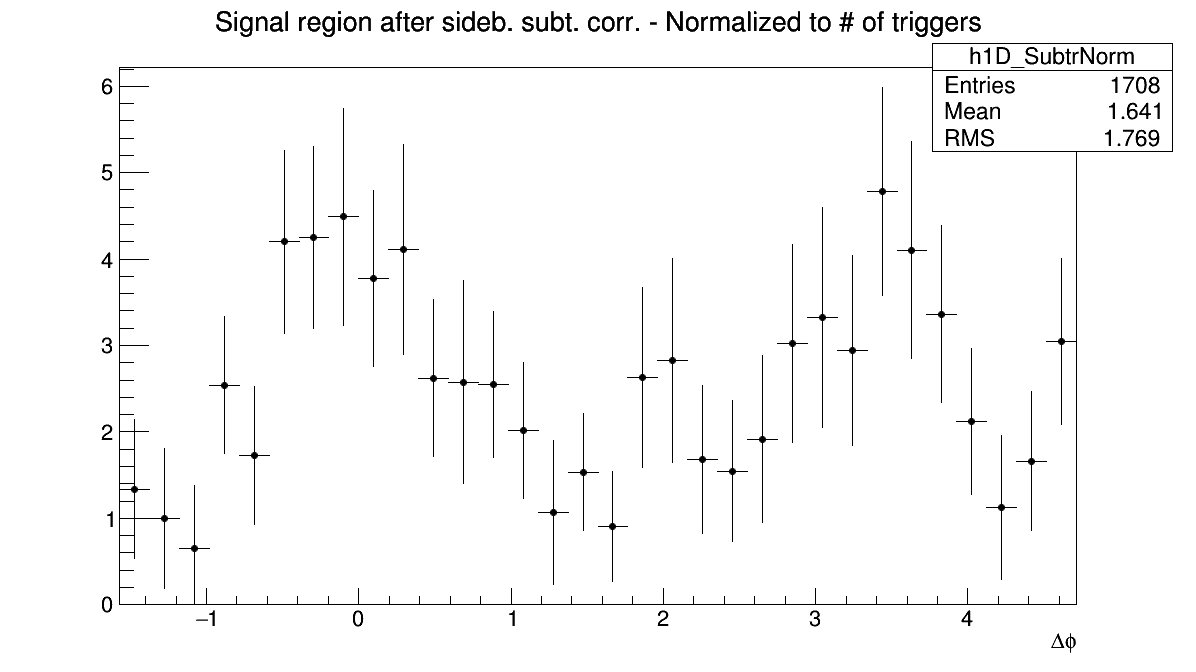 Signal region after sideb. subt. corr. - Normalized to # of triggers
h1D_SubtrNorm
Entries 1708
Mean 1.641
RMS 1.769
6
5
4
3
2
1
0
−1 0 1 2 3 4
Δϕ